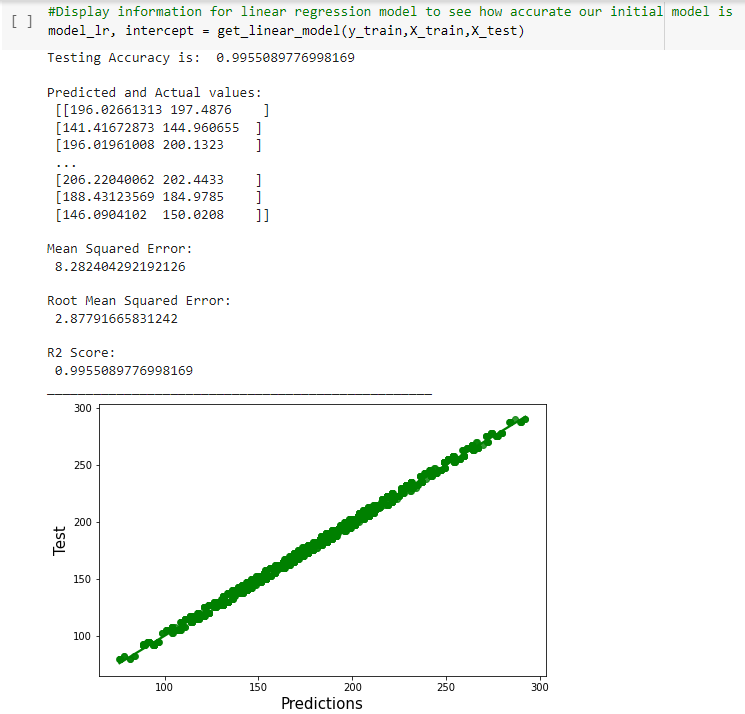 #Display information for linear regression model to see how accurate our initial model is
[ ] model_lr, intercept = get_linear_model(y_train,X_train,X_test)
Testing Accuracy is:  0.9955089776998169
Predicted and Actual values:
[[196.02661313 197.4876    ]
[141.41672873 144.960655  ]
[196.01961008 200.1323    ]
...
[206.22040062 202.4433    ]
[188.43123569 184.9785    ]
[146.0904102  150.0208    ]]
Mean Squared Error:
8.282404292192126
Root Mean Squared Error:
2.87791665831242
R2 Score:
0.9955089776998169
__________________________________________________
300
250
200
150
100
Test
100 150 200 250 300
Predictions